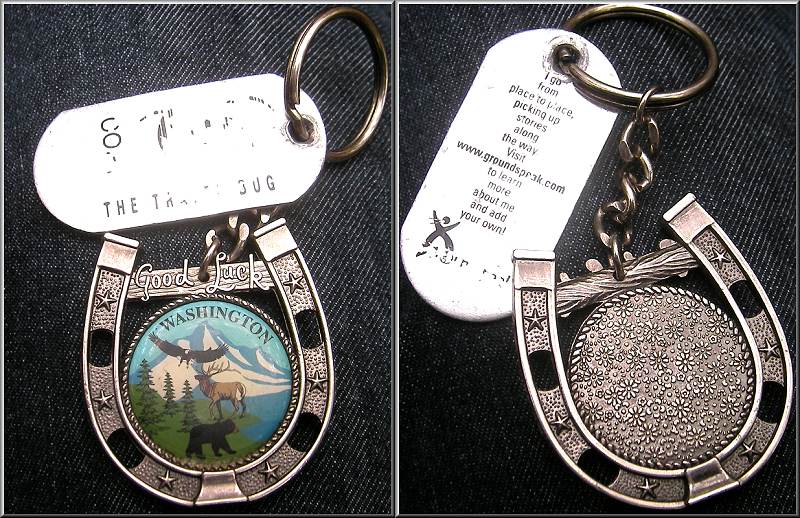 THE
BUG
Good Luck
WASHINGTON
I go
from
place to place,
picking up
stories
along
the way
Visit
www.groundspeak.com
to learn
more
about me
and add
your own!